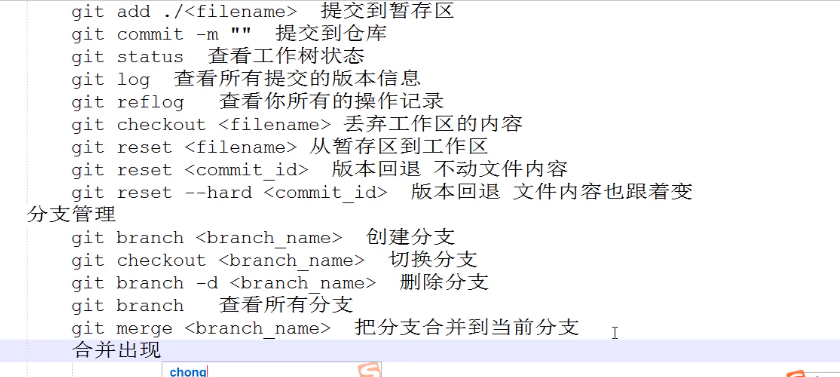 git add ./<filename>  提交到暂存区
git commit -m ""  提交到仓库
git status  查看工作树状态
git log  查看所有提交的版本信息
git reflog   查看你所有的操作记录
git checkout <filename> 丢弃工作区的内容
git reset <filename> 从暂存区到工作区
git reset <commit_id>  版本回退 不动文件内容
git reset --hard <commit_id>  版本回退 文件内容也跟着变
分支管理
git branch <branch_name>  创建分支
git checkout <branch_name>  切换分支
git branch -d <branch_name>  删除分支
git branch   查看所有分支
git merge <branch_name>  把分支合并到当前分支
合并出现
chong